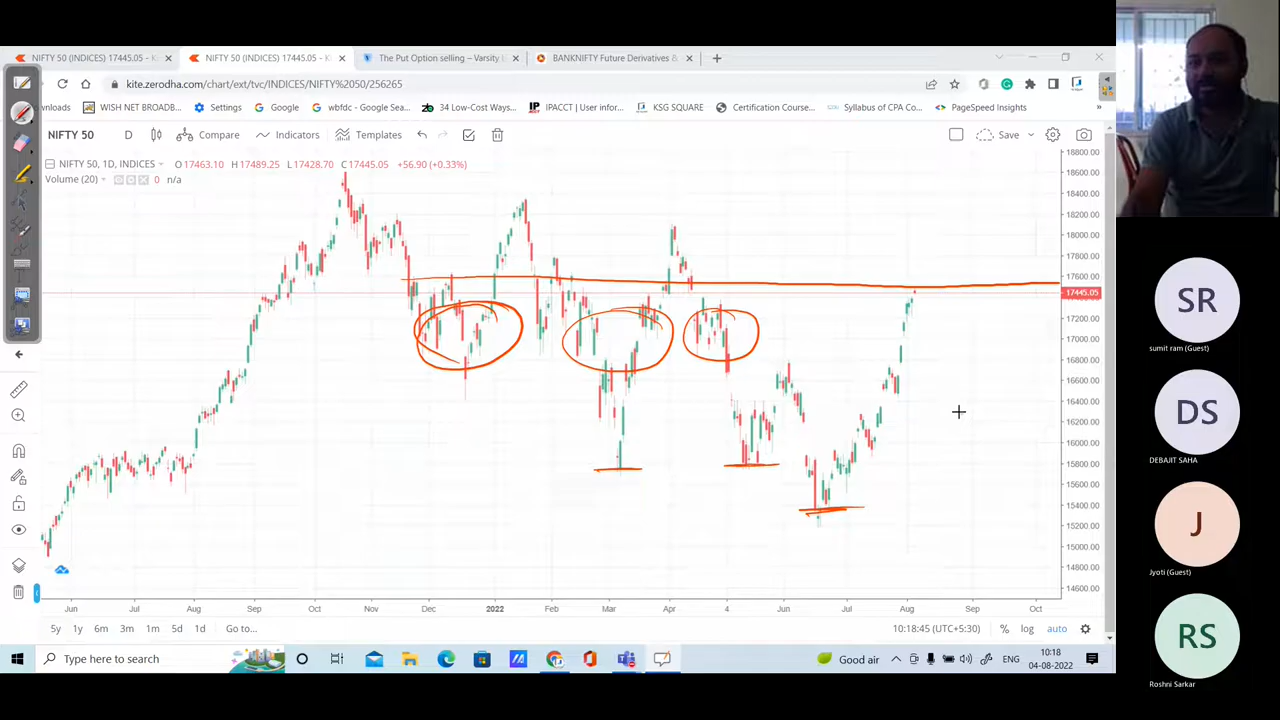 NIFTY 50 (INDICES) 17445.05 - K
NIFTY 50 (INDICES) 17445.05 - K
The Put Option selling – Varsity
BANKNIFTY Future Derivatives &
kite.zerodha.com/chart/ext/tvc/INDICES/NIFTY%2050/256265
wnloads
WISH NET BROADB...
Settings
Google
wbfdc - Google Sea...
34 Low-Cost Ways...
IPACCT | User infor...
KSG SQUARE
Certification Course...
Syllabus of CPA Co...
PageSpeed Insights
»
NIFTY 50
D
Compare
Indicators
Templates
Save
NIFTY 50, 1D, INDICES
O17463.10 H17489.25 L17428.70 C17445.05 +56.90 (+0.33%)
Volume (20)
0 n/a
18800.00
18600.00
18400.00
18200.00
18000.00
17800.00
17600.00
17445.05
17200.00
17000.00
16800.00
16600.00
16400.00
16200.00
16000.00
15800.00
15600.00
15400.00
15200.00
15000.00
14800.00
14600.00
Jun Jul Aug Sep Oct Nov Dec 2022 Feb Mar Apr 4 Jun Jul Aug Sep Oct
5y 1y 6m 3m 1m 5d 1d Go to...
10:18:45 (UTC+5:30) % log auto
Type here to search
Good air
ENG
10:18
04-08-2022
SR
sumit ram (Guest)
DS
DEBAJIT SAHA
J
Jyoti (Guest)
RS
Roshni Sarkar